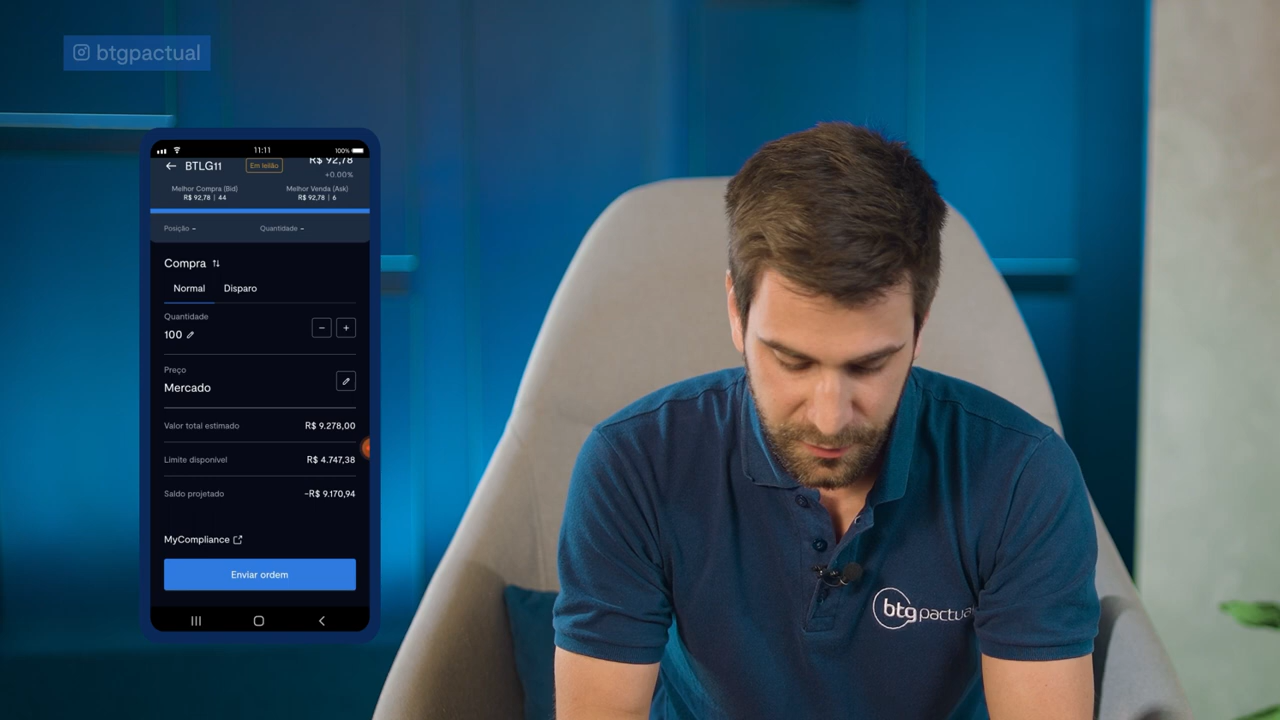 btgpactual
11:11
100%
BTLG11
Em leilão
R$ 92,78
+0.00%
Melhor Compra (Bid)
R$ 92,78 | 44
Melhor Venda (Ask)
R$ 92,78 | 6
Posição –
Quantidade –
Compra
Normal
Disparo
Quantidade
100
Preço
Mercado
Valor total estimado
R$ 9.278,00
Limite disponível
R$ 4.747,38
Saldo projetado
-R$ 9.170,94
MyCompliance
Enviar ordem
btgpactual